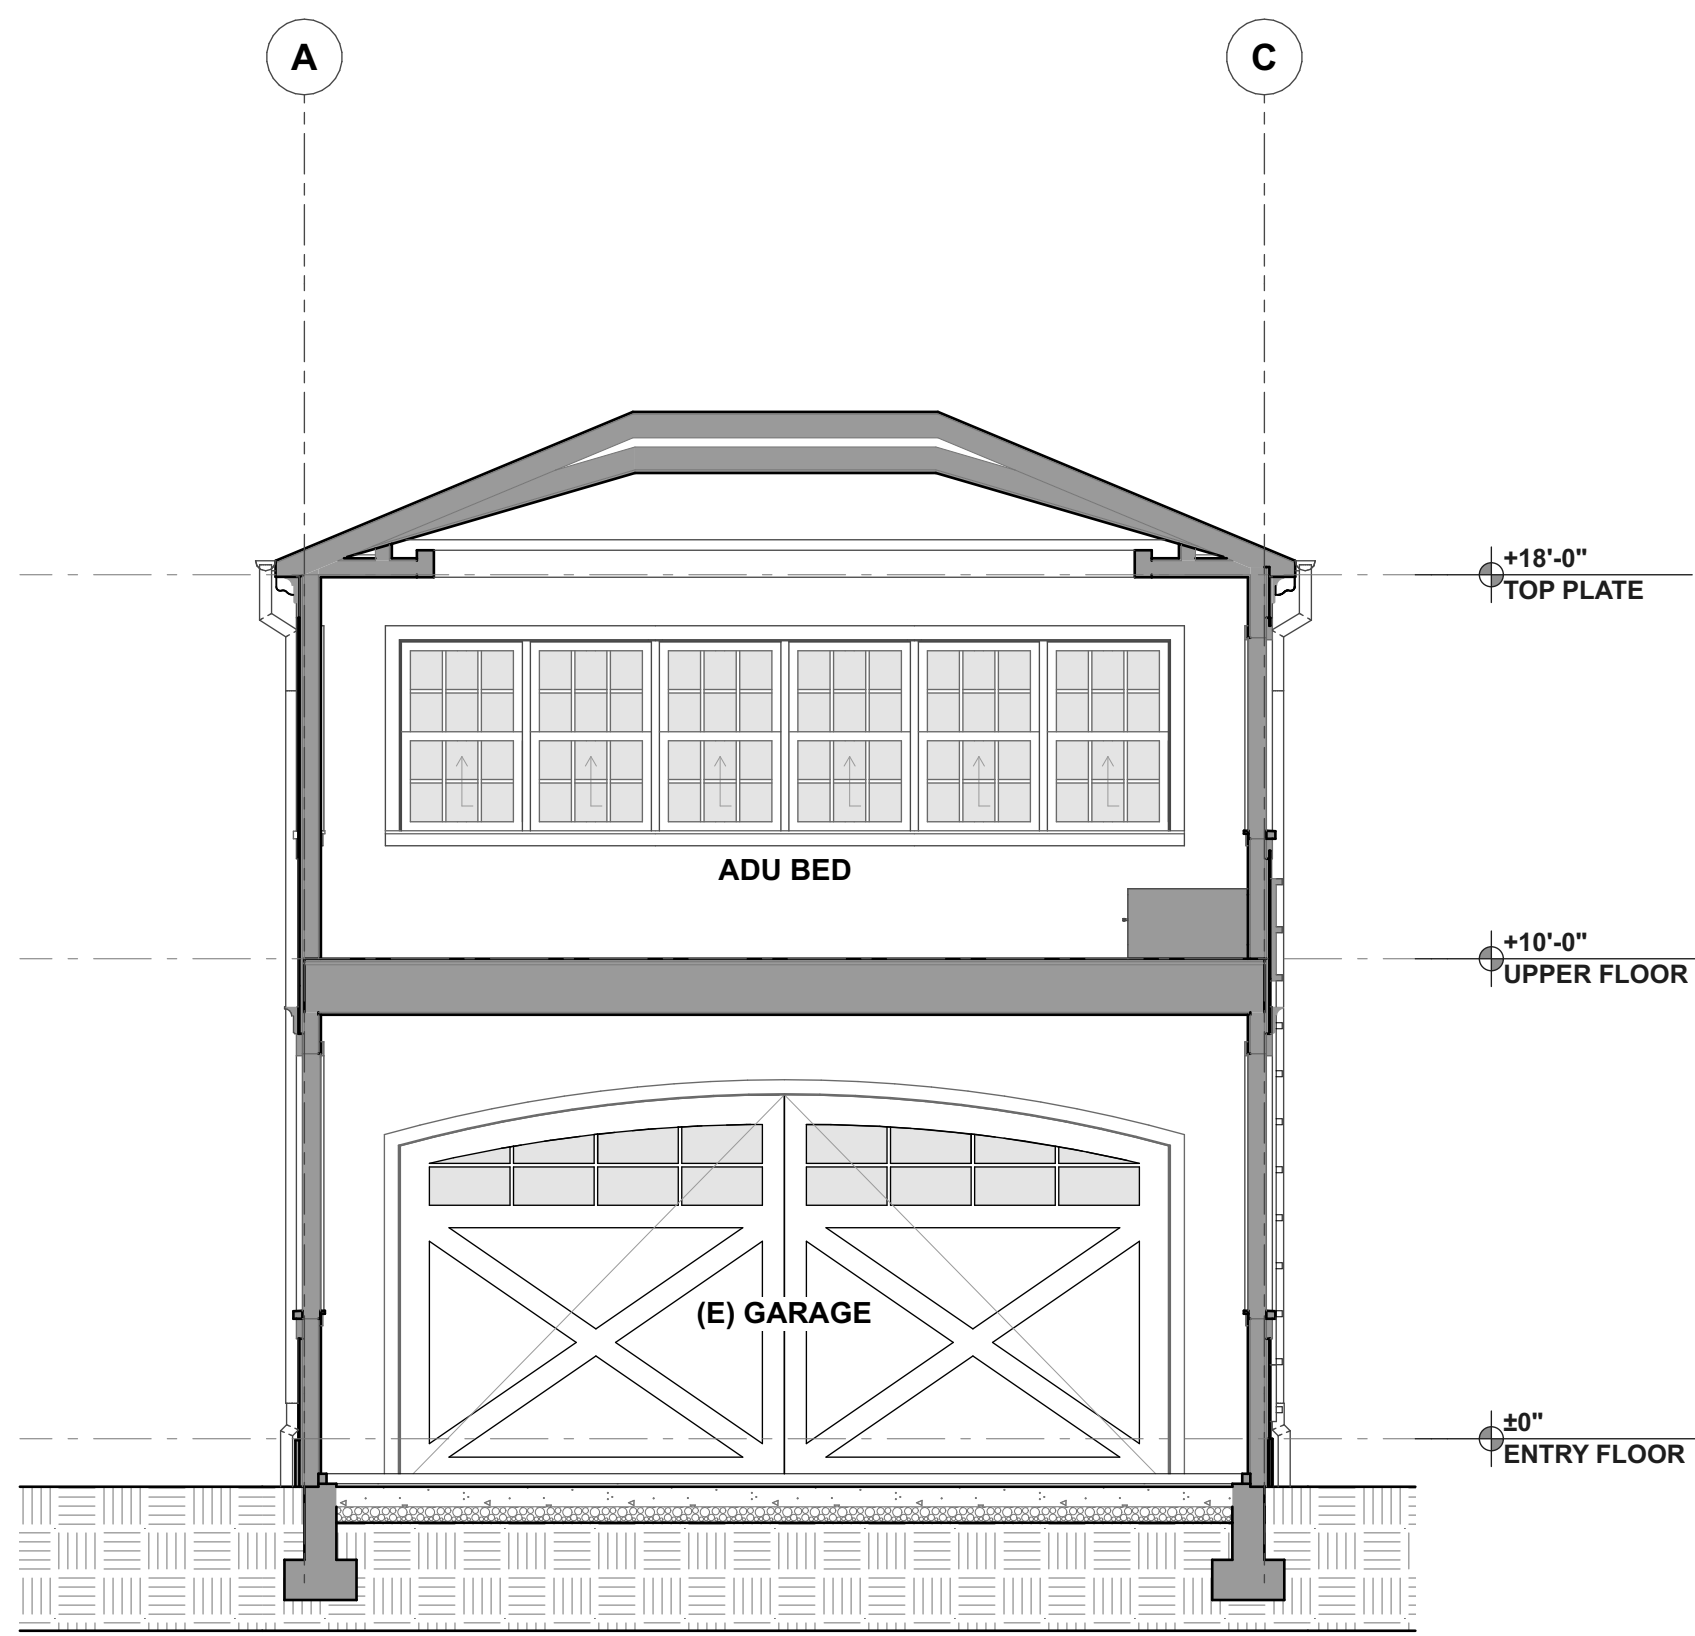 A
C
+18'-0"
TOP PLATE
ADU BED
+10'-0"
UPPER FLOOR
(E) GARAGE
±0"
ENTRY FLOOR